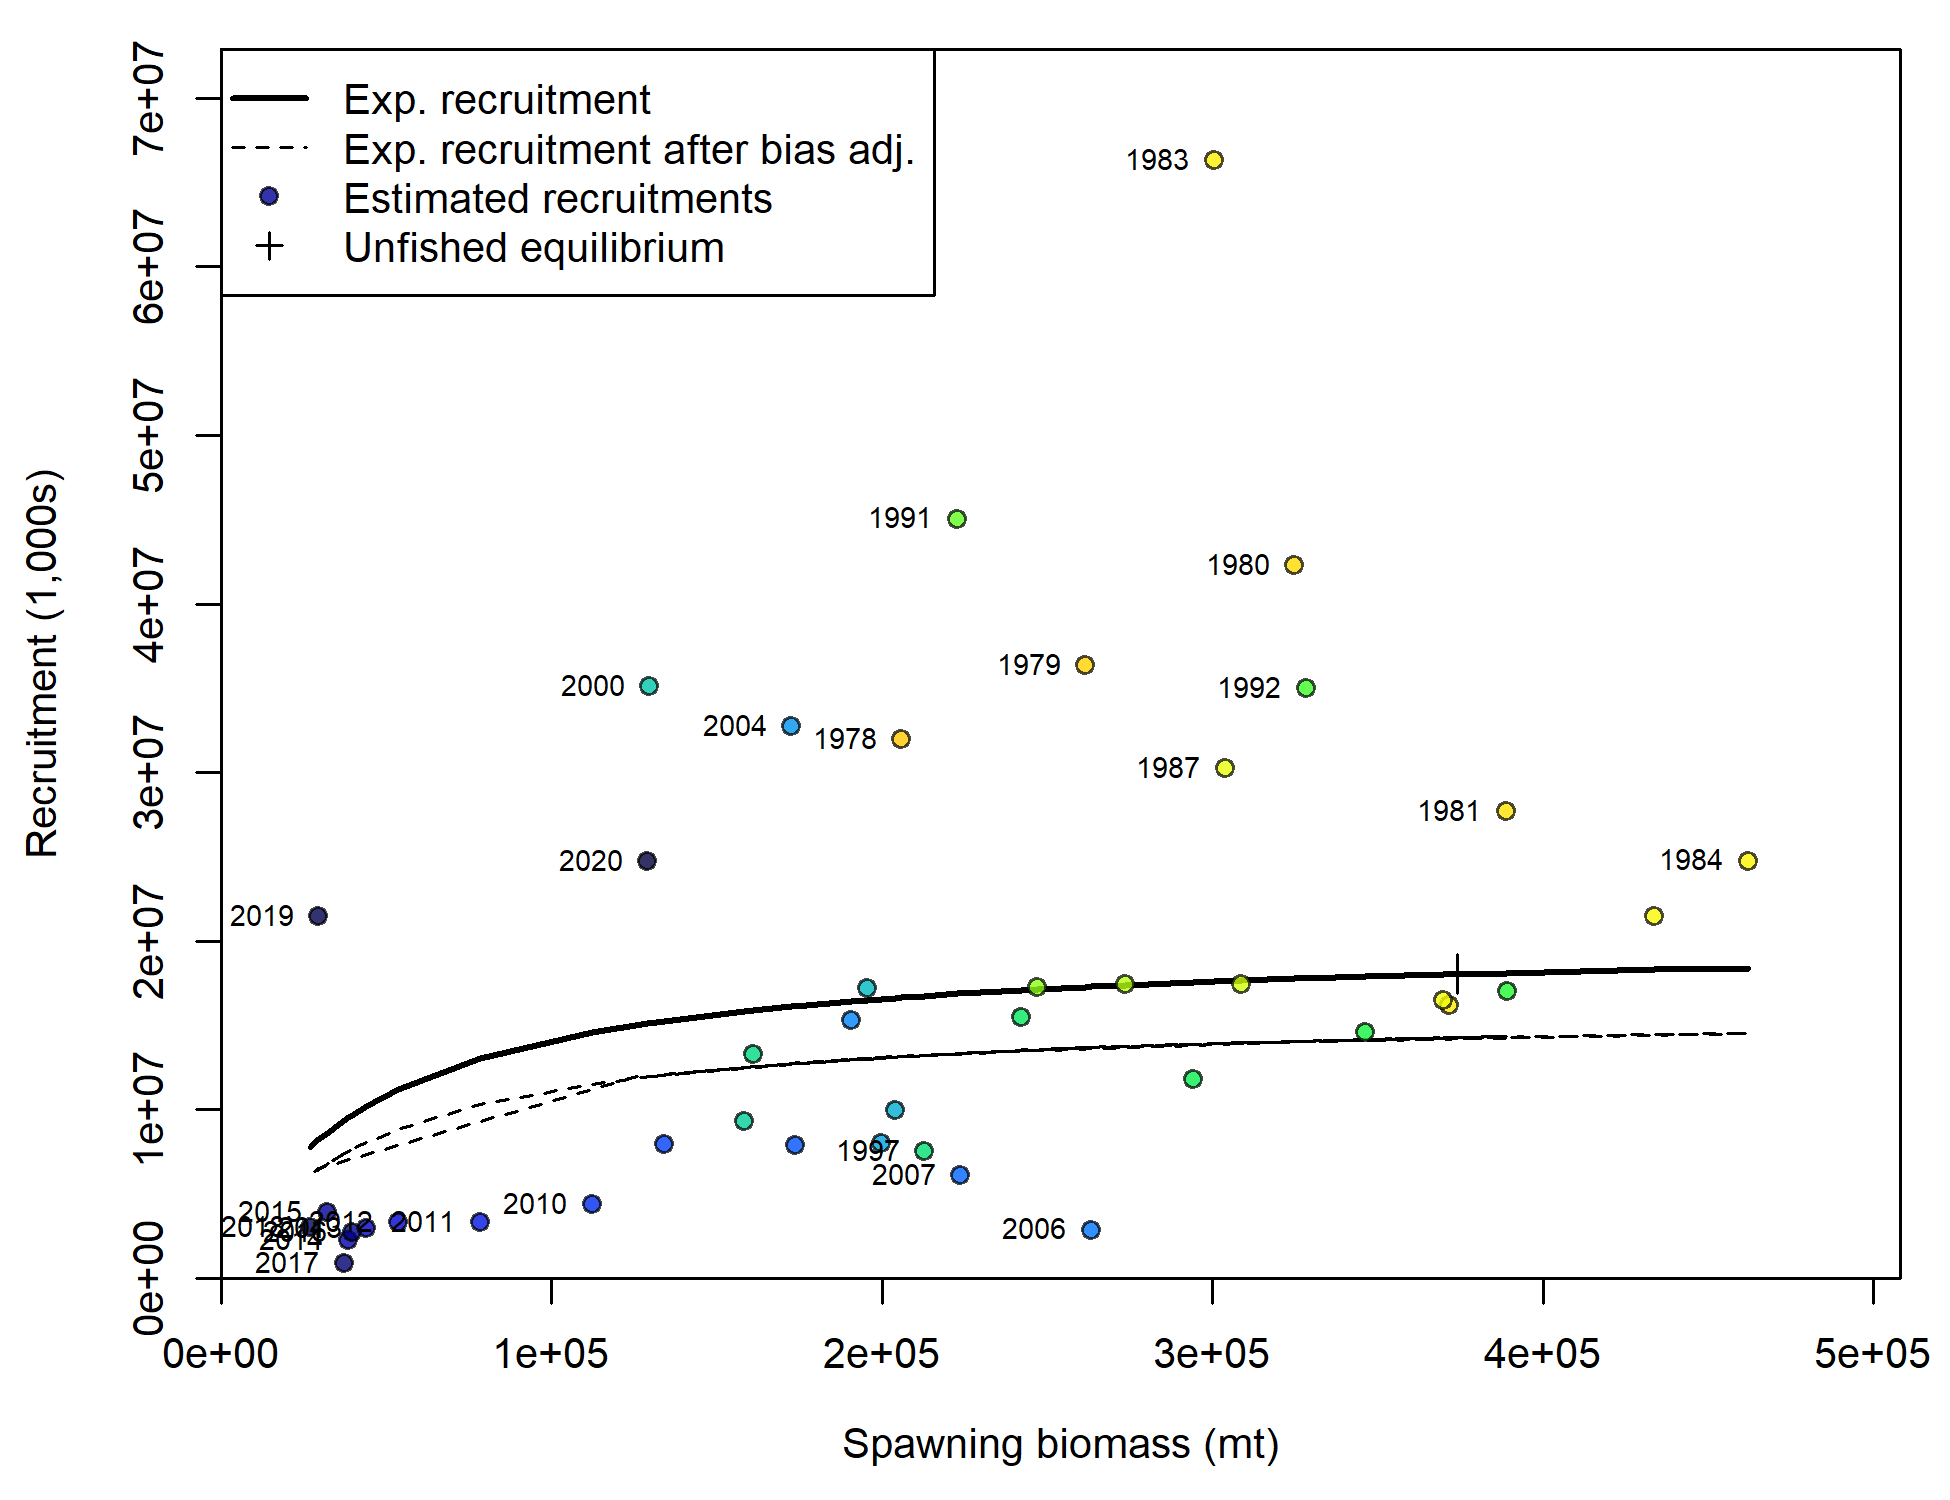 7e+07
6e+07
5e+07
4e+07
3e+07
2e+07
1e+07
0e+00
Recruitment (1,000s)
Exp. recruitment
Exp. recruitment after bias adj.
Estimated recruitments
Unfished equilibrium
1983
1991
1980
1979
2000
1992
2004
1978
1987
1981
2020
1984
2019
1997
2007
2010
2015
2012
2011
2006
2014
2017
0e+00
1e+05
2e+05
3e+05
4e+05
5e+05
Spawning biomass (mt)